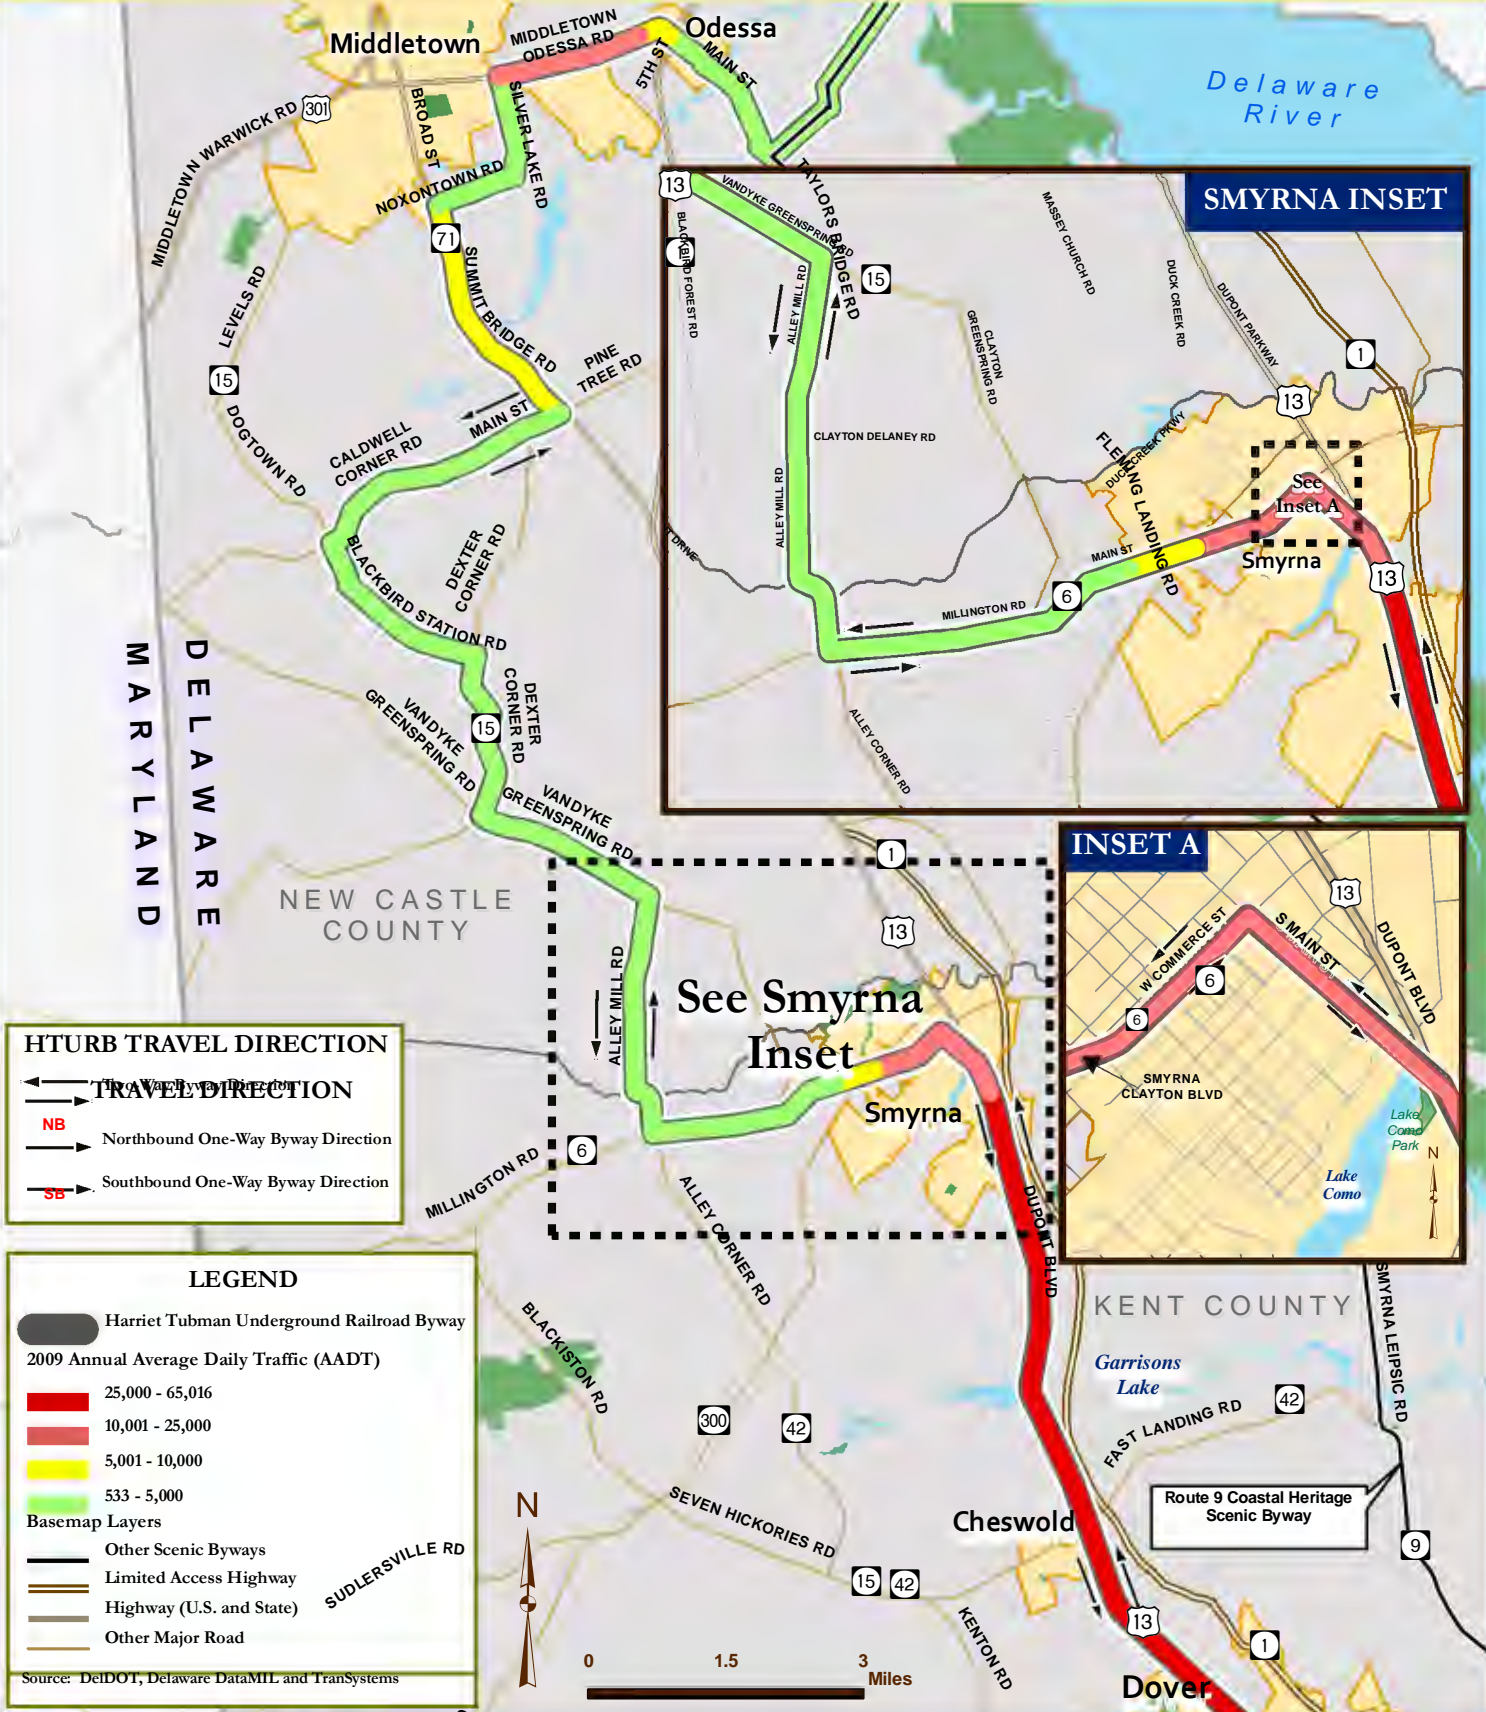 Middletown
MIDDLETOWN
ODESSA RD
Odessa
5TH ST
MAIN ST
Delaware
River
301
BROAD ST
SILVER LAKE RD
MIDDLETOWN WARWICK RD
NOXONTOWN RD
71
SUMMIT BRIDGE RD
LEVELS RD
15
DOGTOWN RD
PINE
TREE RD
MAIN ST
CALDWELL
CORNER RD
BLACKBIRD STATION RD
DEXTER
CORNER RD
DEXTER
CORNER RD
15
VANDYKE
GREENSPRING RD
VANDYKE
GREENSPRING RD
MARYLAND
DELAWARE
NEW CASTLE
COUNTY
TAYLORS BRIDGE RD
SMYRNA INSET
13
VANDYKE GREENSPRING RD
BLACKBIRD FOREST RD
1
15
ALLEY MILL RD
MASSEY CHURCH RD
DUCK CREEK RD
DUPONT PARKWAY
1
CLAYTON
GREENSPRING RD
13
CLAYTON DELANEY RD
DUCK CREEK PKWY
FLEMING LANDING RD
ALLEY MILL RD
See
Inset A
T DRIVE
MAIN ST
Smyrna
13
6
MILLINGTON RD
ALLEY CORNER RD
INSET A
13
W COMMERCE ST
S MAIN ST
DUPONT BLVD
6
6
SMYRNA
CLAYTON BLVD
Lake
Como
Park
Lake
Como
N
1
13
See Smyrna
Inset
ALLEY MILL RD
Smyrna
6
MILLINGTON RD
ALLEY CORNER RD
DUPONT BLVD
HTURB TRAVEL DIRECTION
Two-Way Byway Direction
TRAVEL DIRECTION
NB
Northbound One-Way Byway Direction
Southbound One-Way Byway Direction
SB
LEGEND
Harriet Tubman Underground Railroad Byway
2009 Annual Average Daily Traffic (AADT)
25,000 - 65,016
10,001 - 25,000
5,001 - 10,000
533 - 5,000
Basemap Layers
Other Scenic Byways
Limited Access Highway
Highway (U.S. and State)
Other Major Road
Source: DelDOT, Delaware DataMIL and TranSystems
SUDLERSVILLE RD
BLACKISTON RD
300
42
SEVEN HICKORIES RD
15
42
KENTON RD
N
0
1.5
3
Miles
KENT COUNTY
SMYRNA LEIPSIC RD
Garrisons
Lake
42
FAST LANDING RD
Route 9 Coastal Heritage
Scenic Byway
9
Cheswold
13
1
Dover